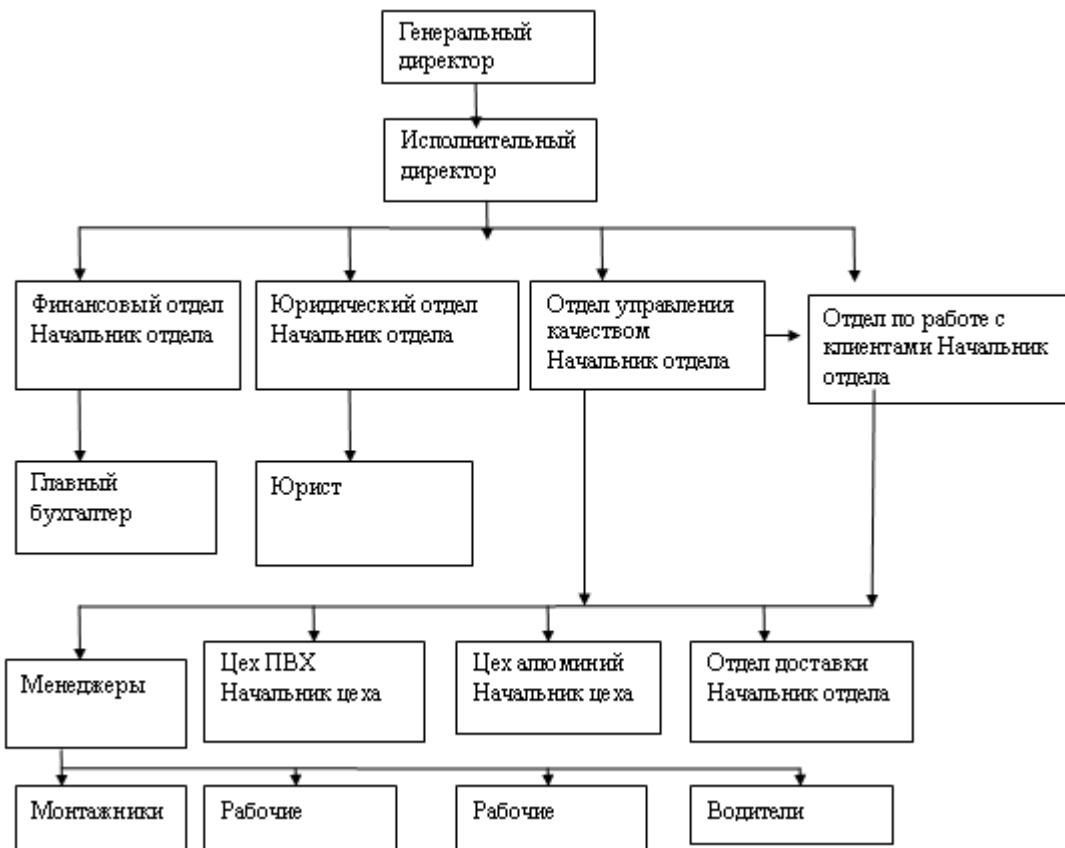 Генеральный
директор
Исполнительный
директор
Финансовый отдел
Начальник отдела
Юридический отдел
Начальник отдела
Отдел управления
качеством
Начальник отдела
Отдел по работе с
клиентами Начальник
отдела
Главный
бухгалтер
Юрист
Менеджеры
Цех ПВХ
Начальник цеха
Цех алюминий
Начальник цеха
Отдел доставки
Начальник отдела
Монтажники
Рабочие
Рабочие
Водители